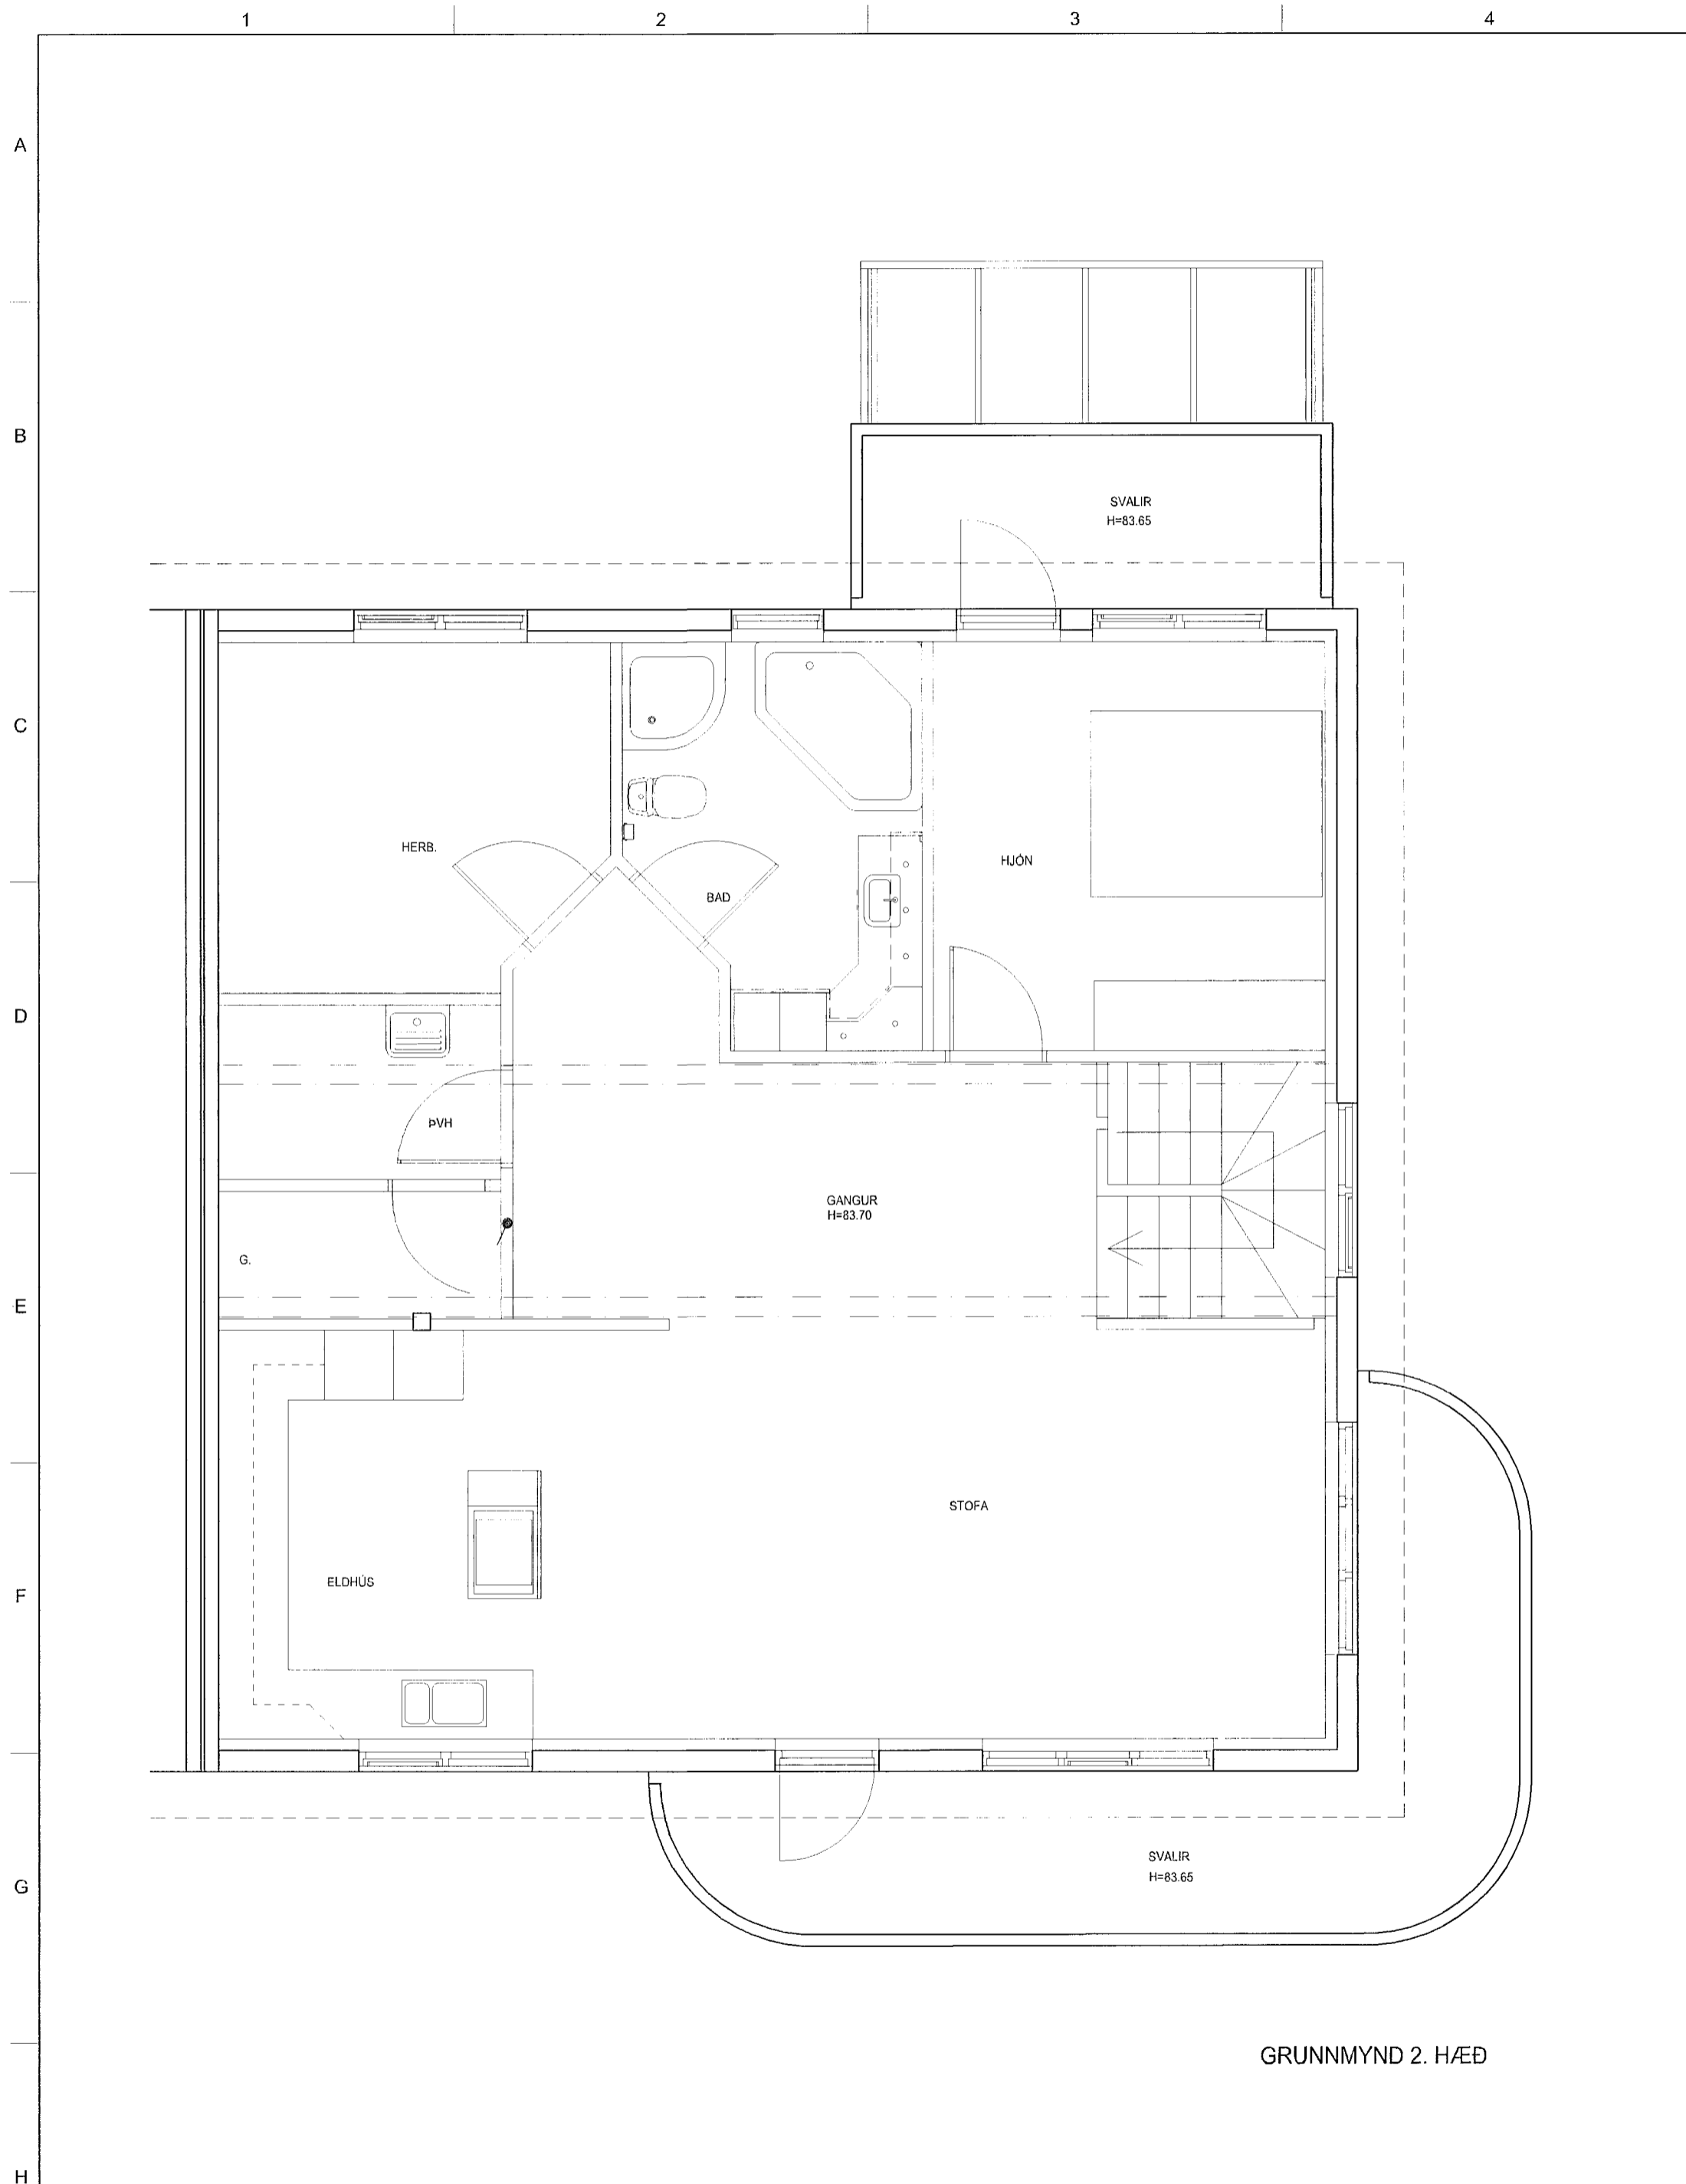 1 2 3 4
A
B
SVALIR
H=83.65
C
HERB.
HJÓN
BAD
D
ÞVH
GANGUR
H=83.70
G.
E
STOFA
ELDHÚS
F
SVALIR
H=83.65
G
GRUNNMYND 2. HÆÐ
H